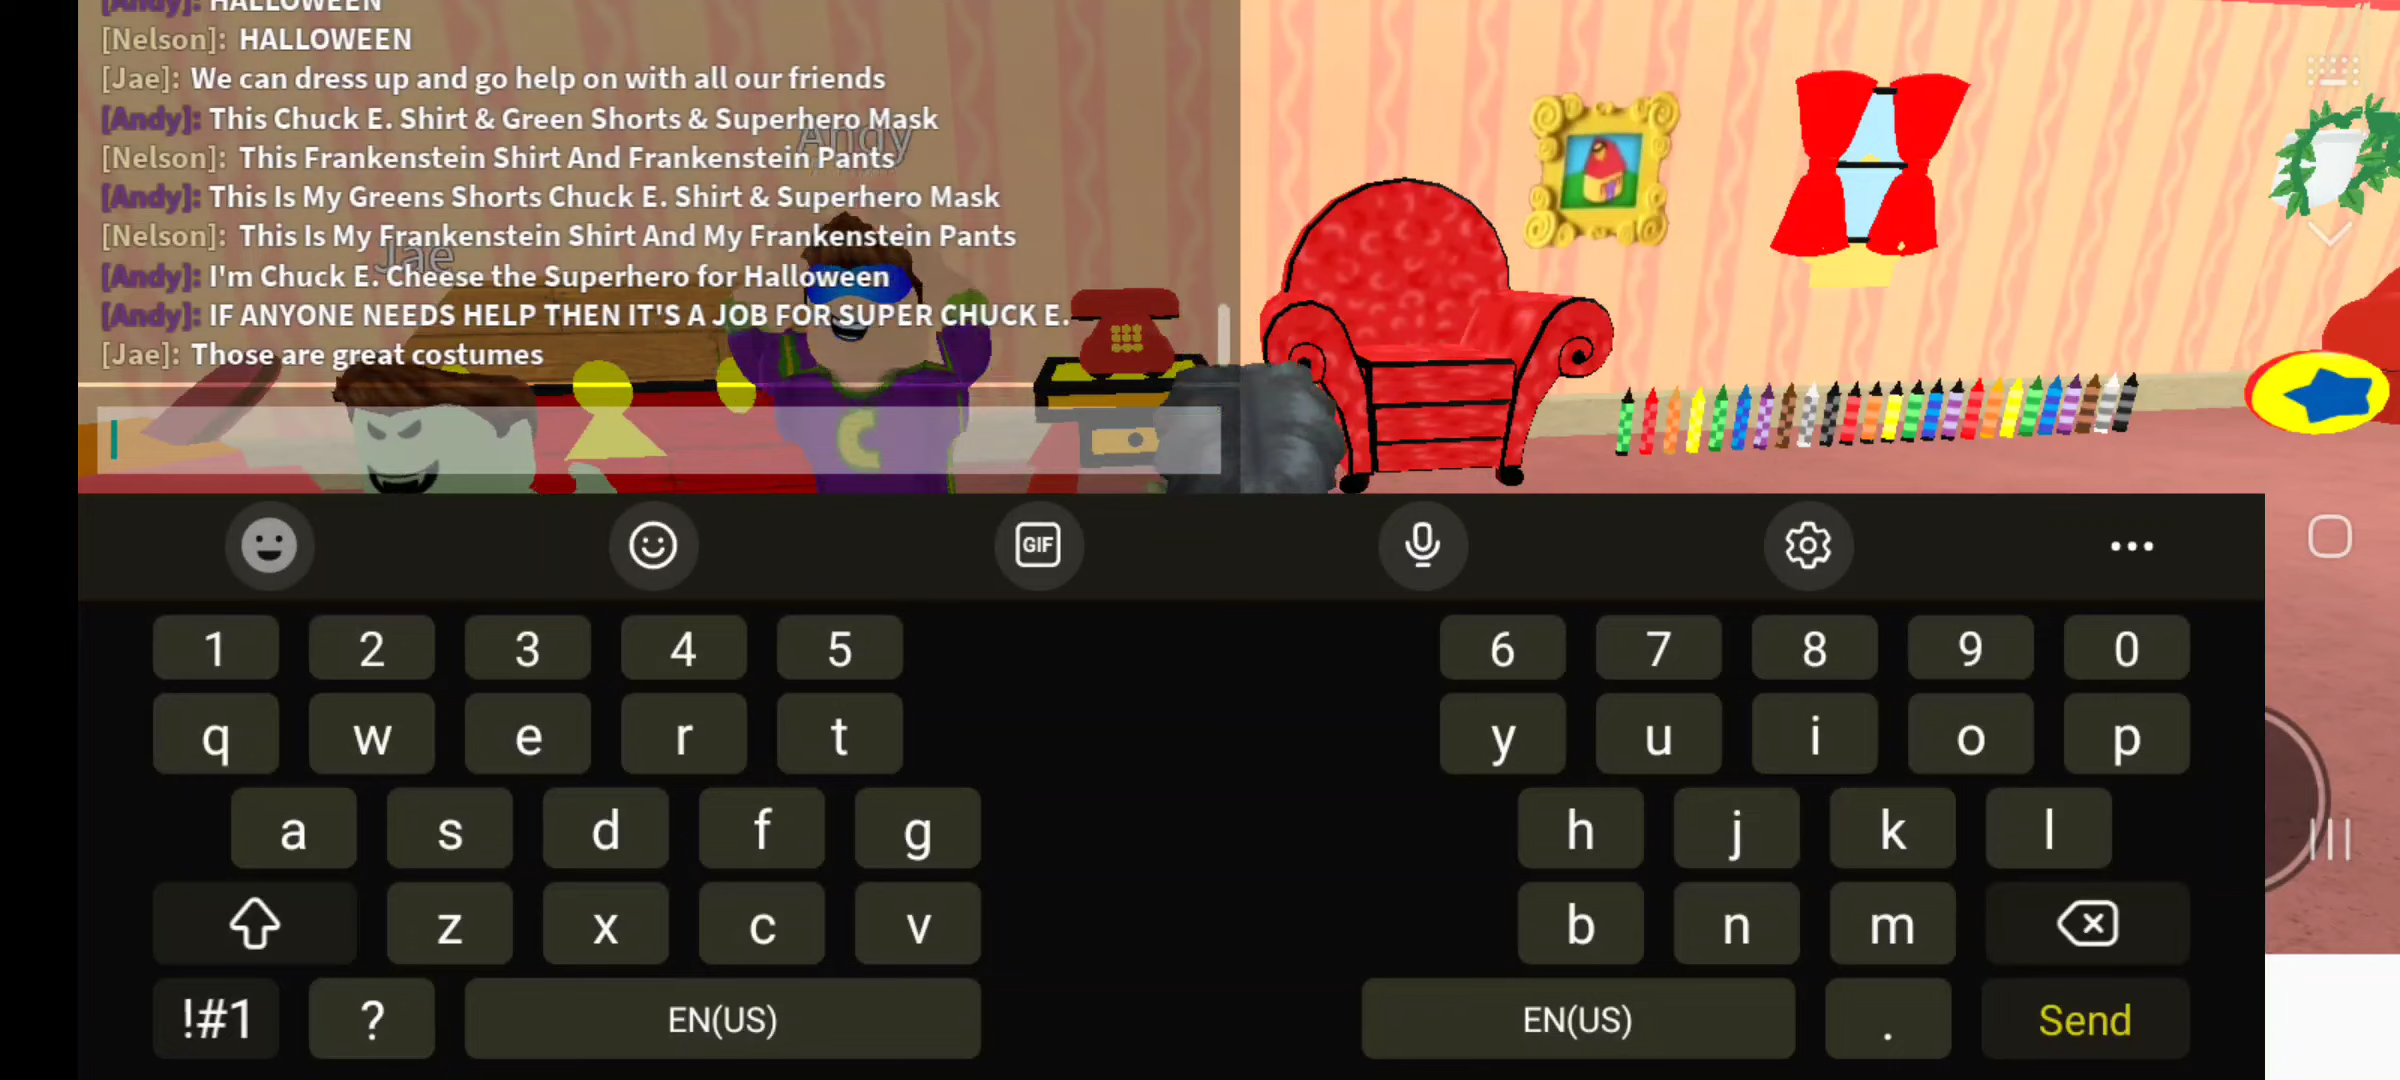 [Andy]: HALLOWEEN
[Nelson]: HALLOWEEN
[Jae]: We can dress up and go help on with all our friends
[Andy]: This Chuck E. Shirt & Green Shorts & Superhero Mask
Andy
[Nelson]: This Frankenstein Shirt And Frankenstein Pants
[Andy]: This Is My Greens Shorts Chuck E. Shirt & Superhero Mask
[Nelson]: This Is My Frankenstein Shirt And My Frankenstein Pants
Jae
[Andy]: I'm Chuck E. Cheese the Superhero for Halloween
[Andy]: IF ANYONE NEEDS HELP THEN IT'S A JOB FOR SUPER CHUCK E.
[Jae]: Those are great costumes
C
GIF
1 2 3 4 5 6 7 8 9 0
q w e r t y u i o p
a s d f g h j k l
z x c v b n m
!#1 ? EN(US) EN(US) . Send